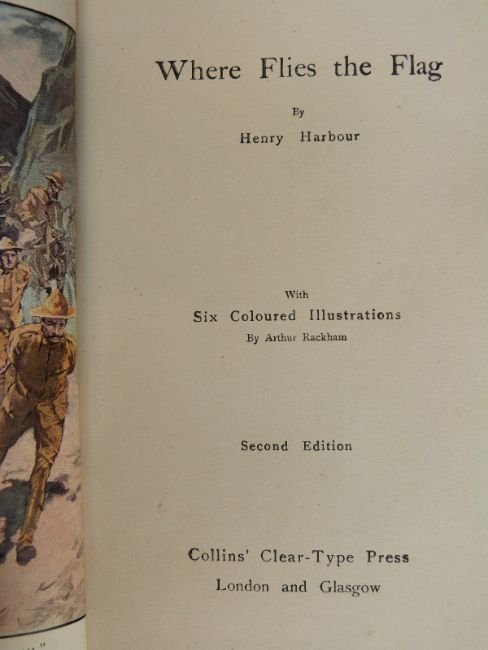 Where Flies the Flag
By
Henry Harbour
With
Six Coloured Illustrations
By Arthur Rackham
Second Edition
Collins' Clear-Type Press
London and Glasgow